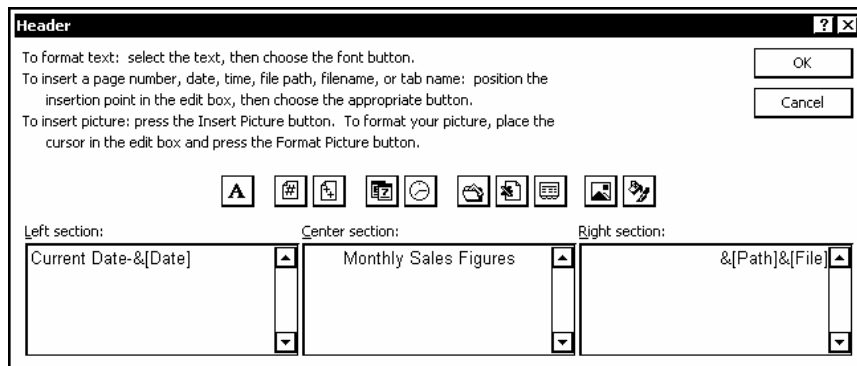 Header
To format text: select the text, then choose the font button.
To insert a page number, date, time, file path, filename, or tab name: position the
insertion point in the edit box, then choose the appropriate button.
To insert picture: press the Insert Picture button. To format your picture, place the
cursor in the edit box and press the Format Picture button.
OK
Cancel
Left section:
Center section:
Right section:
Current Date-&[Date]
Monthly Sales Figures
&[Path]&[File]